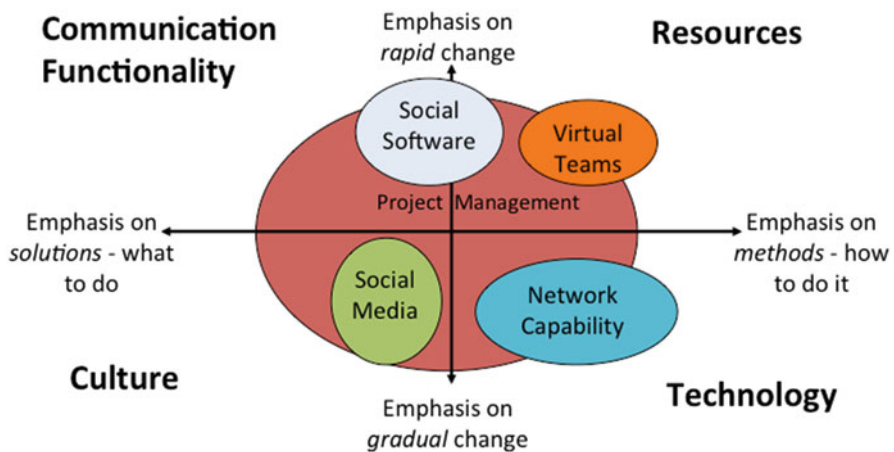 Communication
Functionality
Emphasis on
rapid change
Resources
Social
Software
Virtual
Teams
Project Management
Emphasis on
solutions - what
to do
Emphasis on
methods - how
to do it
Social
Media
Network
Capability
Culture
Emphasis on
gradual change
Technology